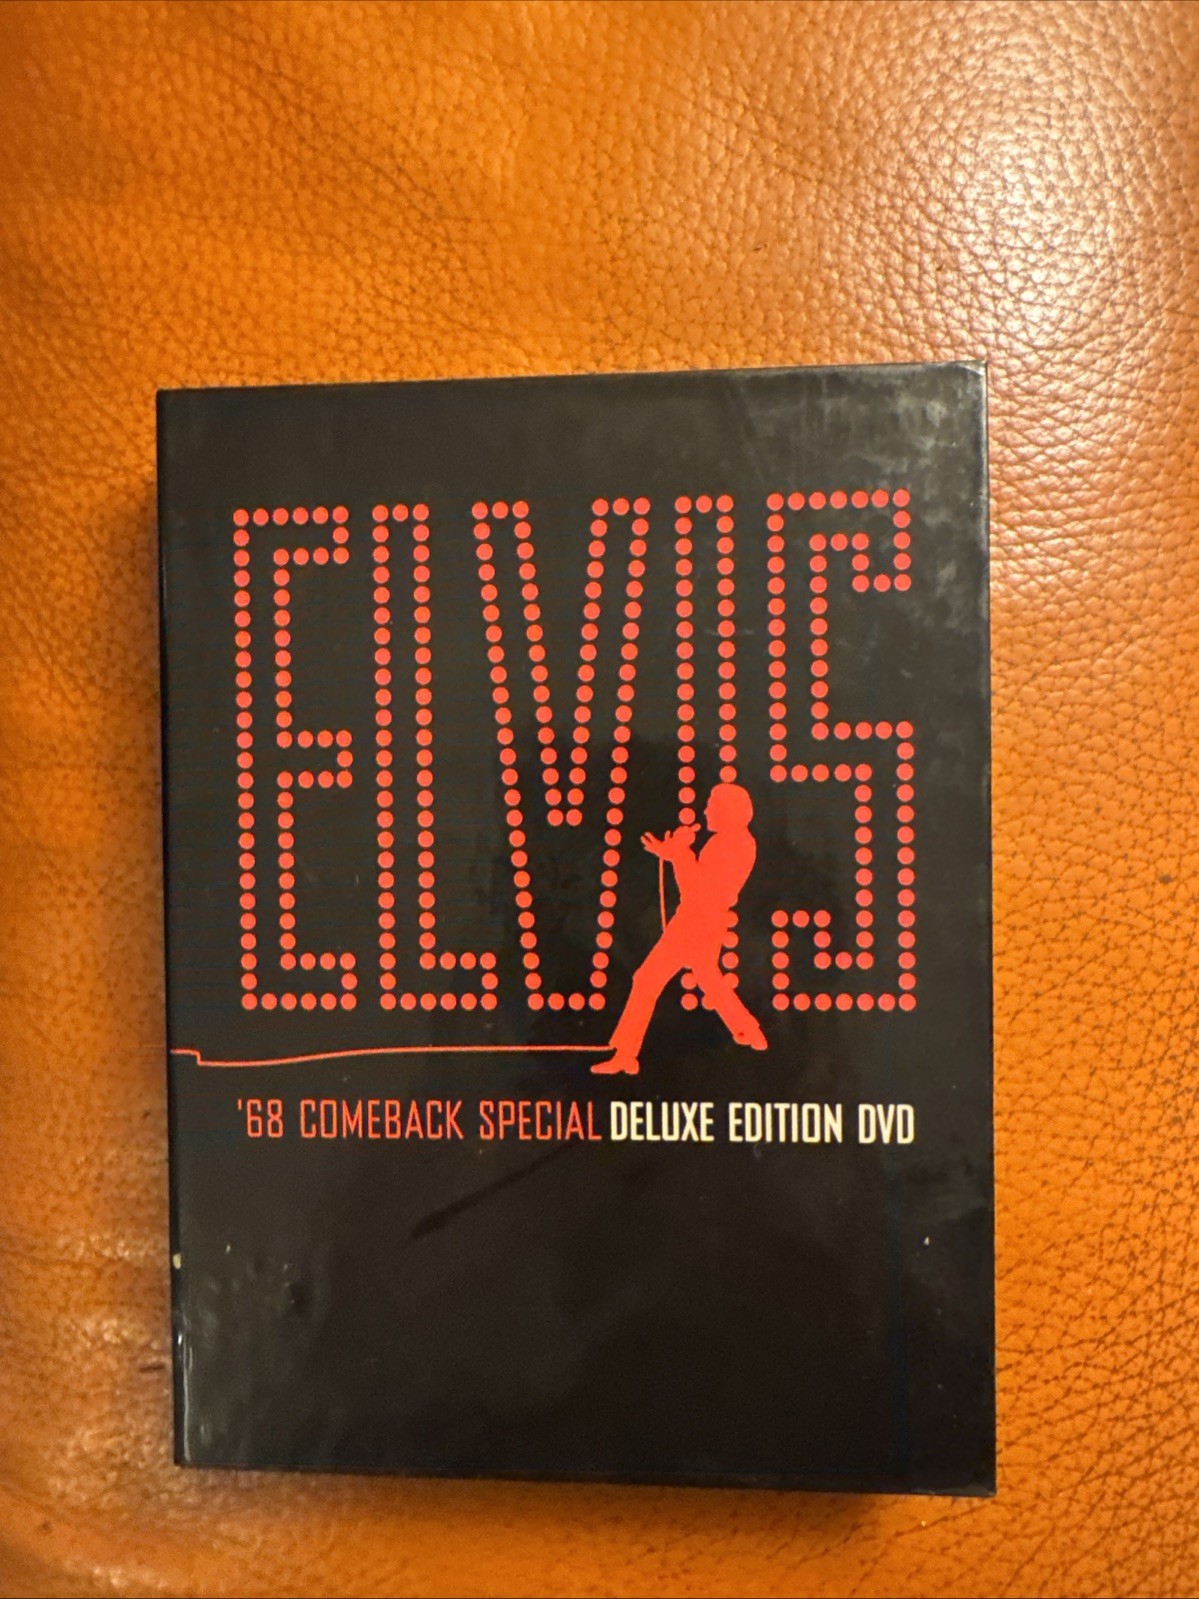 ELVIS
'68 COMEBACK SPECIAL DELUXE EDITION DVD